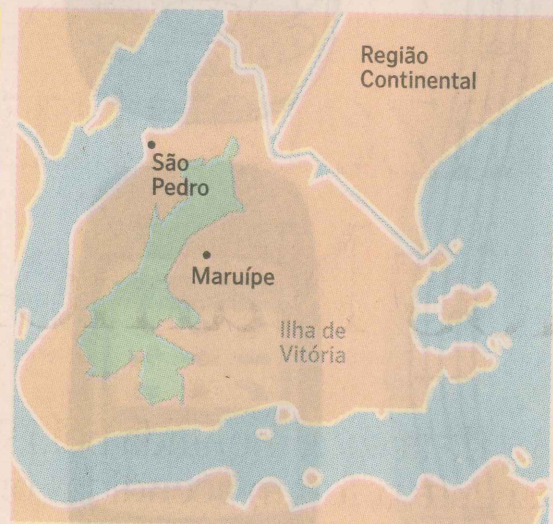 Região
Continental
São
Pedro
Maruípe
Ilha de
Vitória